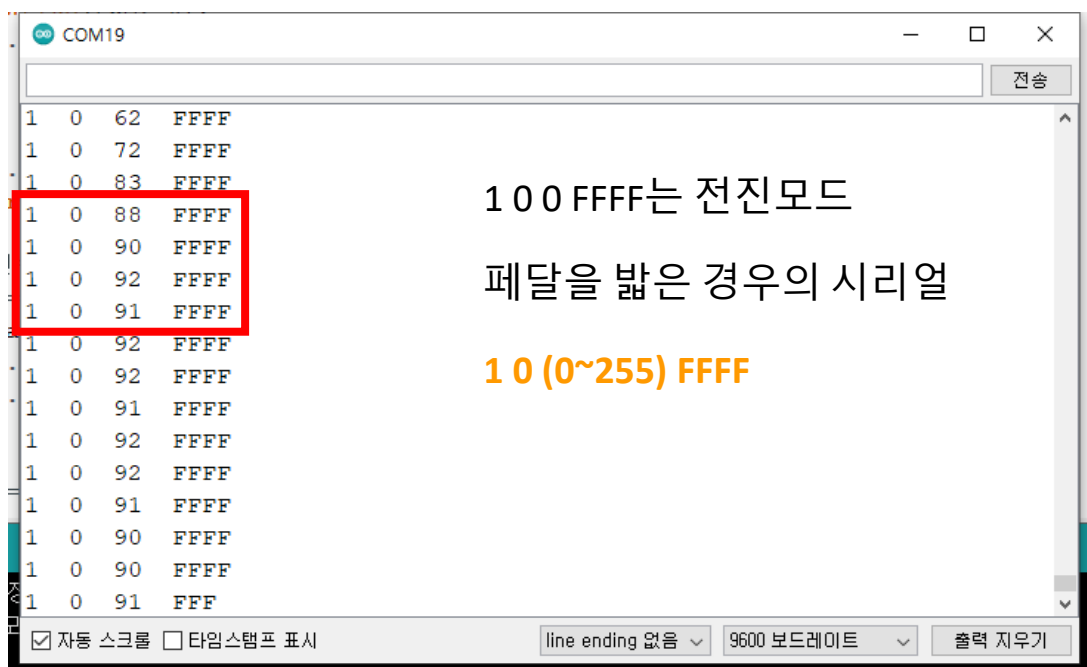 COM19
전송
1 0 62 FFFF
1 0 72 FFFF
1 0 83 FFFF
1 0 88 FFFF
1 0 90 FFFF
1 0 92 FFFF
1 0 91 FFFF
1 0 92 FFFF
1 0 92 FFFF
1 0 91 FFFF
1 0 92 FFFF
1 0 92 FFFF
1 0 91 FFFF
1 0 90 FFFF
1 0 90 FFFF
1 0 91 FFF
1 0 0 FFFF는 전진모드
페달을 밟은 경우의 시리얼
1 0 (0~255) FFFF
자동 스크롤 타임스탬프 표시 line ending 없음 9600 보드레이트 출력 지우기